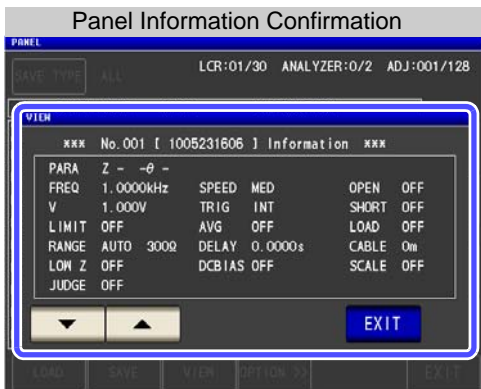 Panel Information Confirmation
PANEL
SAVE TYPE ALL LCR:01/30 ANALYZER:0/2 ADJ:001/128
VIEW
*** No.001 [ 1005231606 ] Information ***
PARA Z - -θ -
FREQ 1.0000kHz SPEED MED OPEN OFF
V 1.000V TRIG INT SHORT OFF
LIMIT OFF AVG OFF LOAD OFF
RANGE AUTO 300Ω DELAY 0.0000s CABLE 0m
LOW Z OFF DCBIAS OFF SCALE OFF
JUDGE OFF
EXIT
LOAD SAVE VIEW OPTION >> EXIT